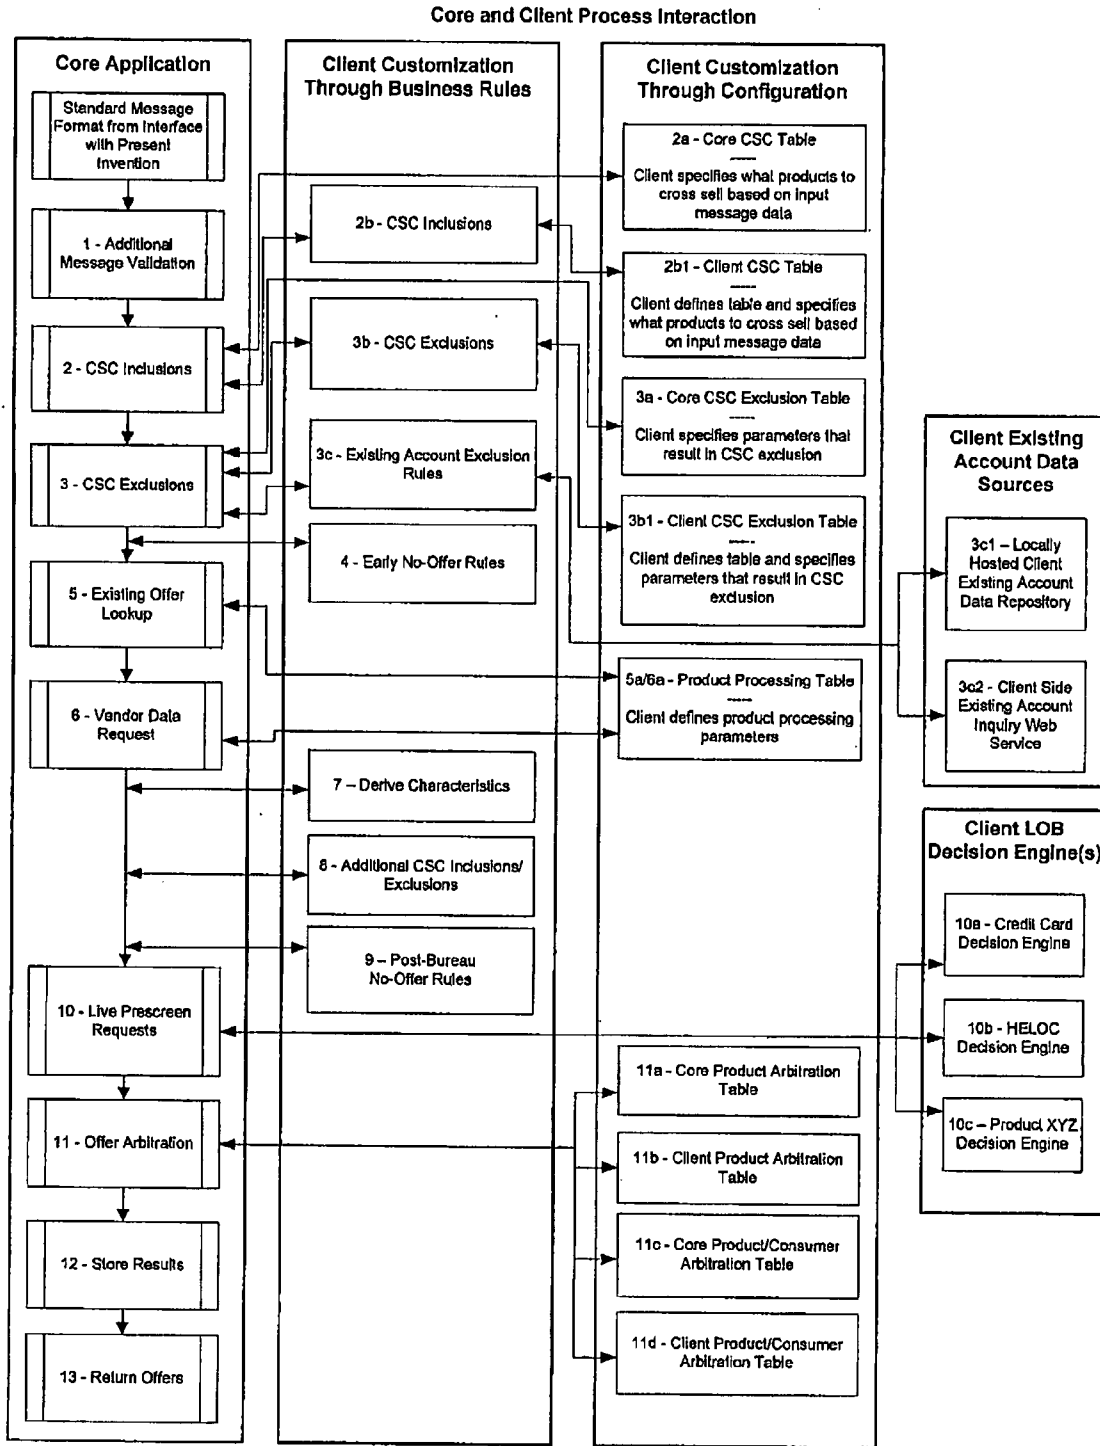 Core and Client Process Interaction
Core Application
Standard Message
Format from Interface
with Present
Invention
1 - Additional
Message Validation
2 - CSC Inclusions
3 - CSC Exclusions
5 - Existing Offer
Lookup
6 - Vendor Data
Request
10 - Live Prescreen
Requests
11 - Offer Arbitration
12 - Store Results
13 - Return Offers
Client Customization
Through Business Rules
2b - CSC Inclusions
3b - CSC Exclusions
3c - Existing Account Exclusion
Rules
4 - Early No-Offer Rules
7 – Derive Characteristics
8 - Additional CSC Inclusions/
Exclusions
9 – Post-Bureau
No-Offer Rules
Client Customization
Through Configuration
2a - Core CSC Table
-----
Client specifies what products to
cross sell based on input
message data
2b1 - Client CSC Table
-----
Client defines table and specifies
what products to cross sell based
on input message data
3a - Core CSC Exclusion Table
-----
Client specifies parameters that
result in CSC exclusion
3b1 - Client CSC Exclusion Table
-----
Client defines table and specifies
parameters that result in CSC
exclusion
5a/6a - Product Processing Table
-----
Client defines product processing
parameters
11a - Core Product Arbitration
Table
11b - Client Product Arbitration
Table
11c - Core Product/Consumer
Arbitration Table
11d - Client Product/Consumer
Arbitration Table
Client Existing
Account Data
Sources
3c1 – Locally
Hosted Client
Existing Account
Data Repository
3c2 – Client Side
Existing Account
Inquiry Web
Service
Client LOB
Decision Engine(s)
10a - Credit Card
Decision Engine
10b - HELOC
Decision Engine
10c – Product XYZ
Decision Engine